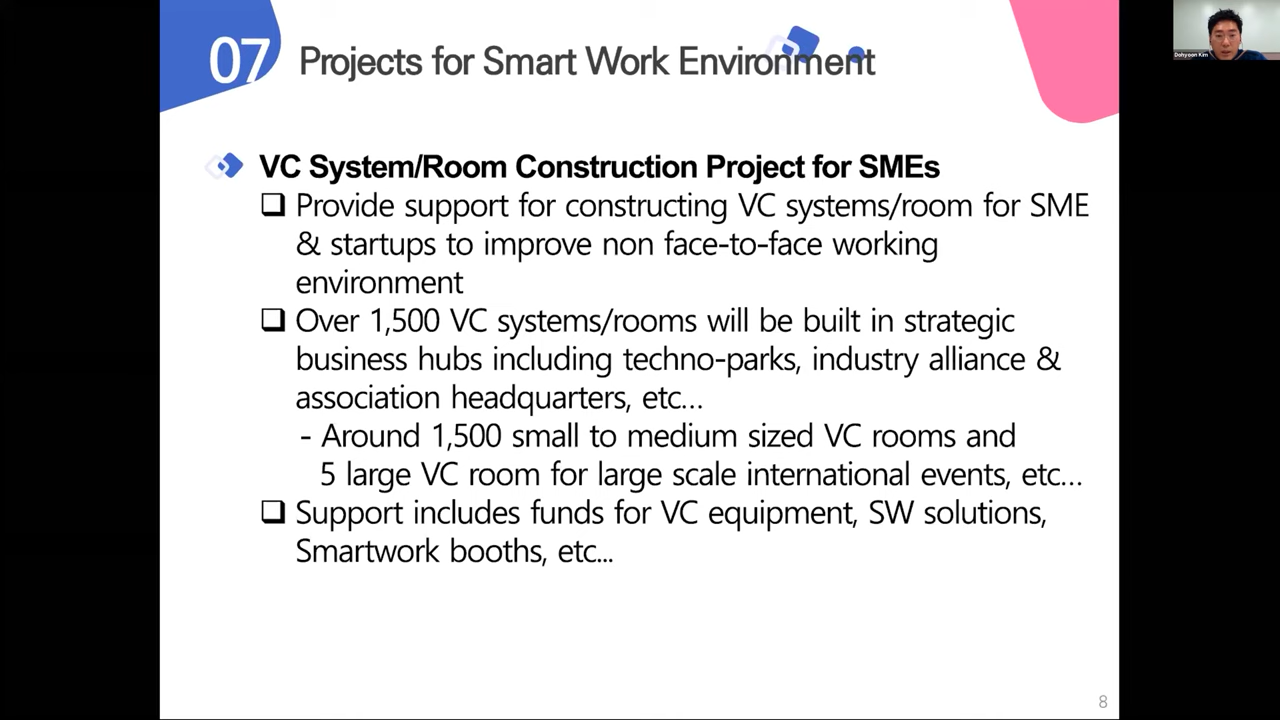 07 Projects for Smart Work Environment
Dohyoon Kim
VC System/Room Construction Project for SMEs
❑ Provide support for constructing VC systems/room for SME
& startups to improve non face-to-face working
environment
❑ Over 1,500 VC systems/rooms will be built in strategic
business hubs including techno-parks, industry alliance &
association headquarters, etc...
- Around 1,500 small to medium sized VC rooms and
5 large VC room for large scale international events, etc...
❑ Support includes funds for VC equipment, SW solutions,
Smartwork booths, etc...
8